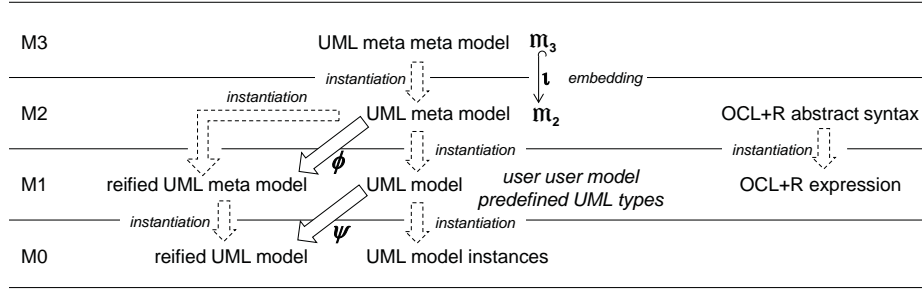 M3 UML meta meta model 𝔪₃
instantiation ι embedding
instantiation
M2 UML meta model 𝔪₂ OCL+R abstract syntax
ϕ instantiation instantiation
M1 reified UML meta model UML model user user model OCL+R expression
predefined UML types
instantiation ψ instantiation
M0 reified UML model UML model instances